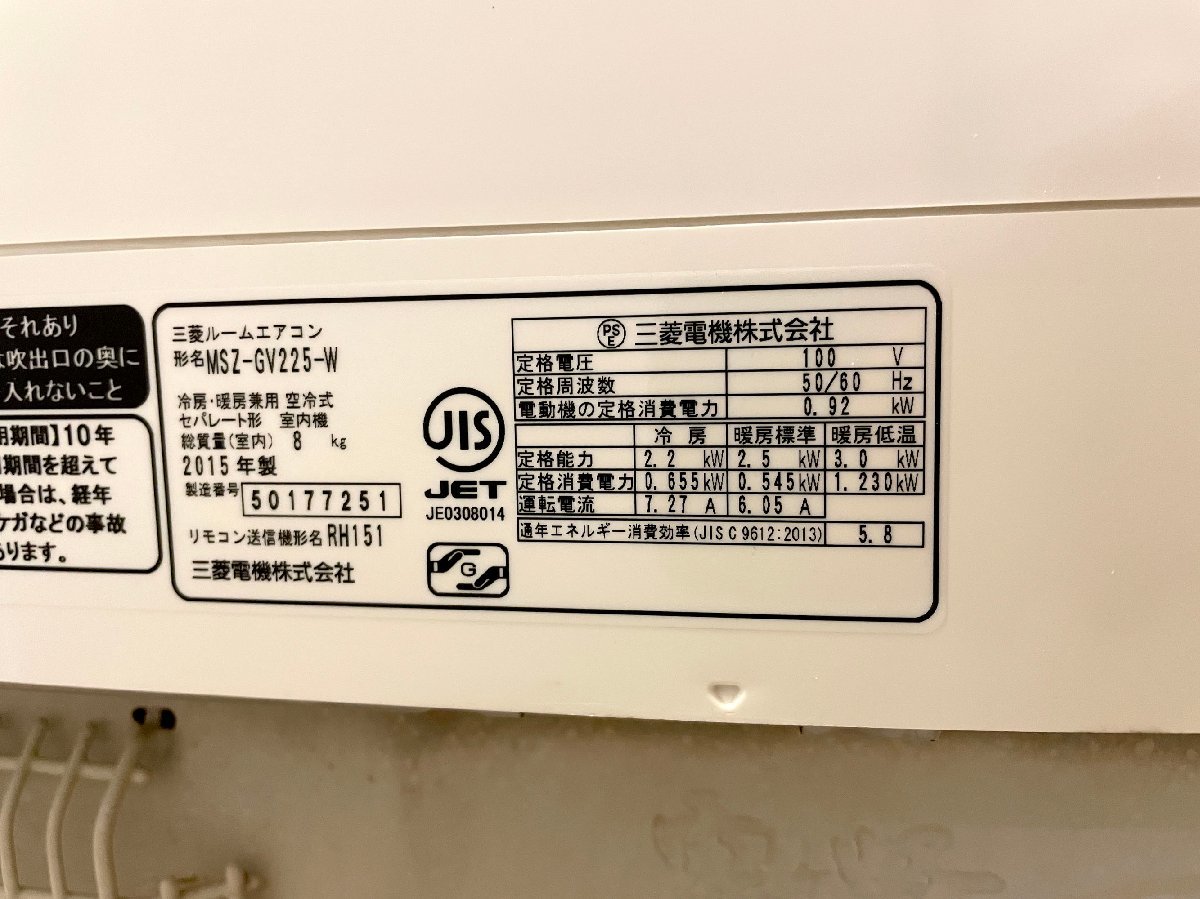 それあり
は吹出口の奥に
入れないこと
用期間】10年
期間を超えて
場合は、経年
ケガなどの事故
ります。
三菱ルームエアコン
形名MSZ-GV225-W
冷房・暖房兼用 空冷式
セパレート形 室内機
総質量(室内) 8 kg
2015年製
製造番号 50177251
リモコン送信機形名 RH151
三菱電機株式会社
JIS
JET
JE0308014
G
PSE 三菱電機株式会社
定格電圧 100 V
定格周波数 50/60 Hz
電動機の定格消費電力 0.92 kW
冷房 暖房標準 暖房低温
定格能力 2.2 kW 2.5 kW 3.0 kW
定格消費電力 0.655kW 0.545kW 1.230kW
運転電流 7.27 A 6.05 A
通年エネルギー消費効率(JIS C 9612:2013) 5.8